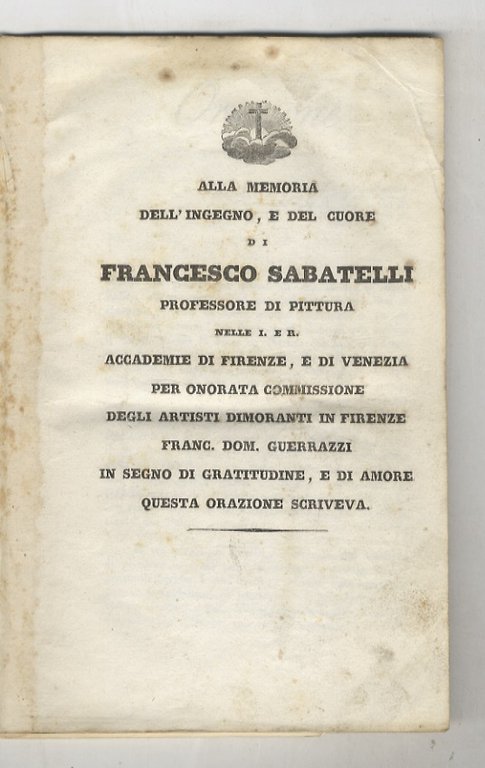 ALLA MEMORIA
DELL'INGEGNO, E DEL CUORE
DI
FRANCESCO SABATELLI
PROFESSORE DI PITTURA
NELLE I. E R.
ACCADEMIE DI FIRENZE, E DI VENEZIA
PER ONORATA COMMISSIONE
DEGLI ARTISTI DIMORANTI IN FIRENZE
FRANC. DOM. GUERRAZZI
IN SEGNO DI GRATITUDINE, E DI AMORE
QUESTA ORAZIONE SCRIVEVA.